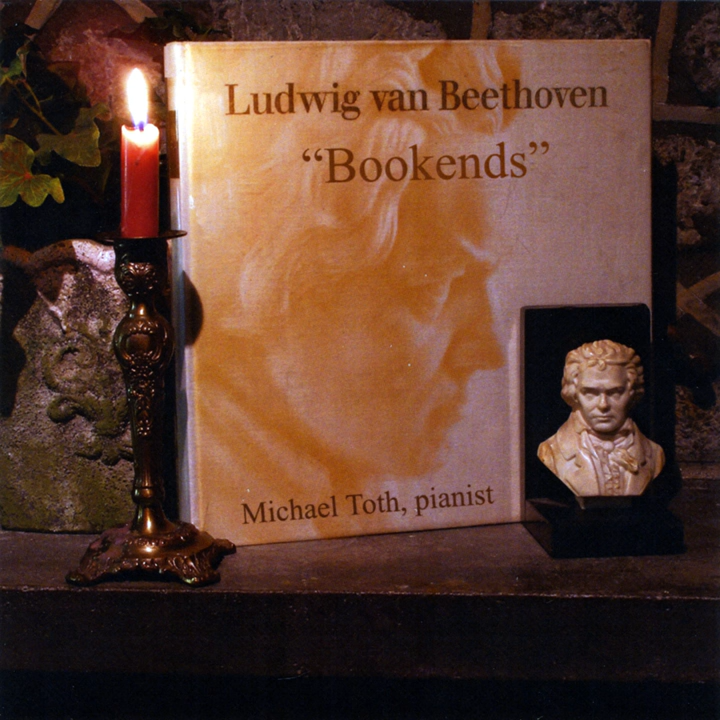 Ludwig van Beethoven
“Bookends”
Michael Toth, pianist